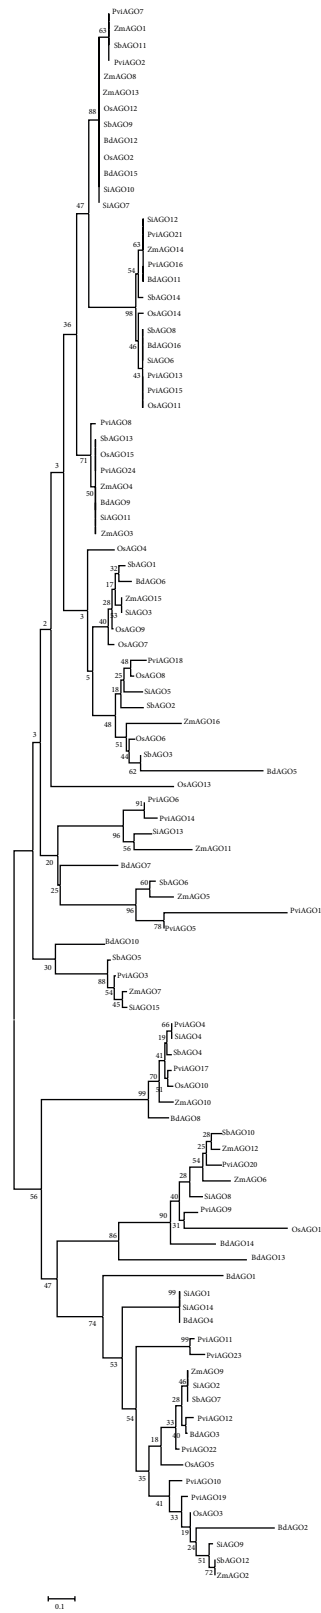 PviAGO7
63
ZmAGO1
SbAGO11
PviAGO2
ZmAGO8
ZmAGO13
88
OsAGO12
SbAGO9
BdAGO12
OsAGO2
BdAGO15
SiAGO10
47
SiAGO7
SiAGO12
PviAGO21
63
ZmAGO14
PviAGO16
54
BdAGO11
SbAGO14
98
OsAGO14
36
SbAGO8
46
BdAGO16
SiAGO6
43
PviAGO13
PviAGO15
OsAGO11
PviAGO8
SbAGO13
OsAGO15
71
3
PviAGO24
ZmAGO4
50
BdAGO9
SiAGO11
ZmAGO3
OsAGO4
SbAGO1
32
BdAGO6
17
ZmAGO15
28
53
SiAGO3
3
40
OsAGO9
2
OsAGO7
PviAGO18
48
5
25
OsAGO8
SiAGO5
18
SbAGO2
48
ZmAGO16
OsAGO6
51
3
SbAGO3
44
62
BdAGO5
OsAGO13
PviAGO6
91
PviAGO14
SiAGO13
96
56
ZmAGO11
20
BdAGO7
SbAGO6
60
25
ZmAGO5
96
PviAGO1
78
PviAGO5
BdAGO10
SbAGO5
30
PviAGO3
88
ZmAGO7
54
45
SiAGO15
PviAGO4
66
SiAGO4
19
SbAGO4
41
PviAGO17
70
51
OsAGO10
99
ZmAGO10
BdAGO8
SbAGO10
28
ZmAGO12
25
PviAGO20
54
ZmAGO6
28
56
SiAGO8
40
PviAGO9
90
31
OsAGO1
86
BdAGO14
BdAGO13
47
BdAGO1
SiAGO1
99
SiAGO14
74
BdAGO4
PviAGO11
99
53
PviAGO23
ZmAGO9
46
SiAGO2
28
SbAGO7
54
PviAGO12
33
40
BdAGO3
18
PviAGO22
OsAGO5
35
PviAGO10
PviAGO19
41
OsAGO3
33
BdAGO2
19
24
SiAGO9
51
SbAGO12
72
ZmAGO2
0.1